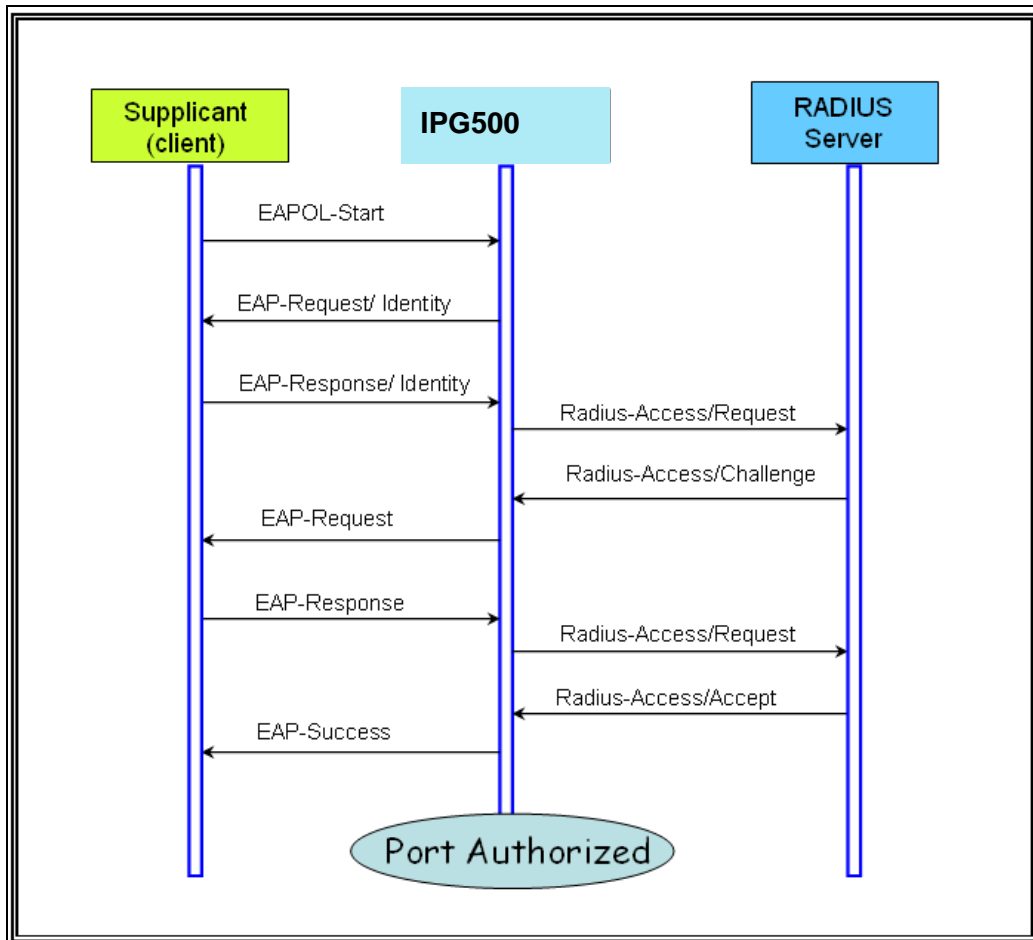 Supplicant
(client)
IPG500
RADIUS
Server
EAPOL-Start
EAP-Request/ Identity
EAP-Response/ Identity
Radius-Access/Request
Radius-Access/Challenge
EAP-Request
EAP-Response
Radius-Access/Request
Radius-Access/Accept
EAP-Success
Port Authorized